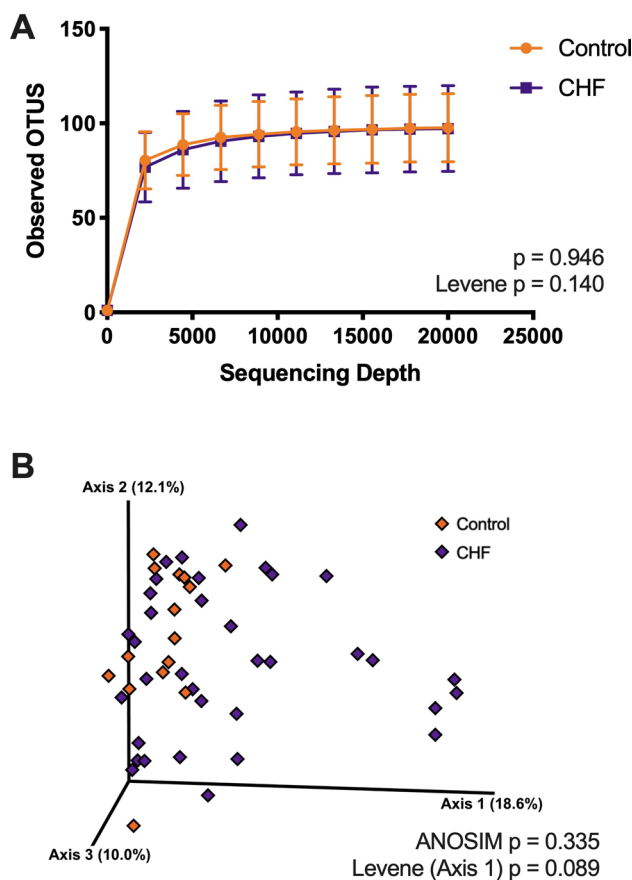 A
150
100
50
0
Observed OTUS
Control
CHF
p = 0.946
Levene p = 0.140
0 5000 10000 15000 20000 25000
Sequencing Depth
B
Axis 2 (12.1%)
Control
CHF
Axis 1 (18.6%)
Axis 3 (10.0%)
ANOSIM p = 0.335
Levene (Axis 1) p = 0.089